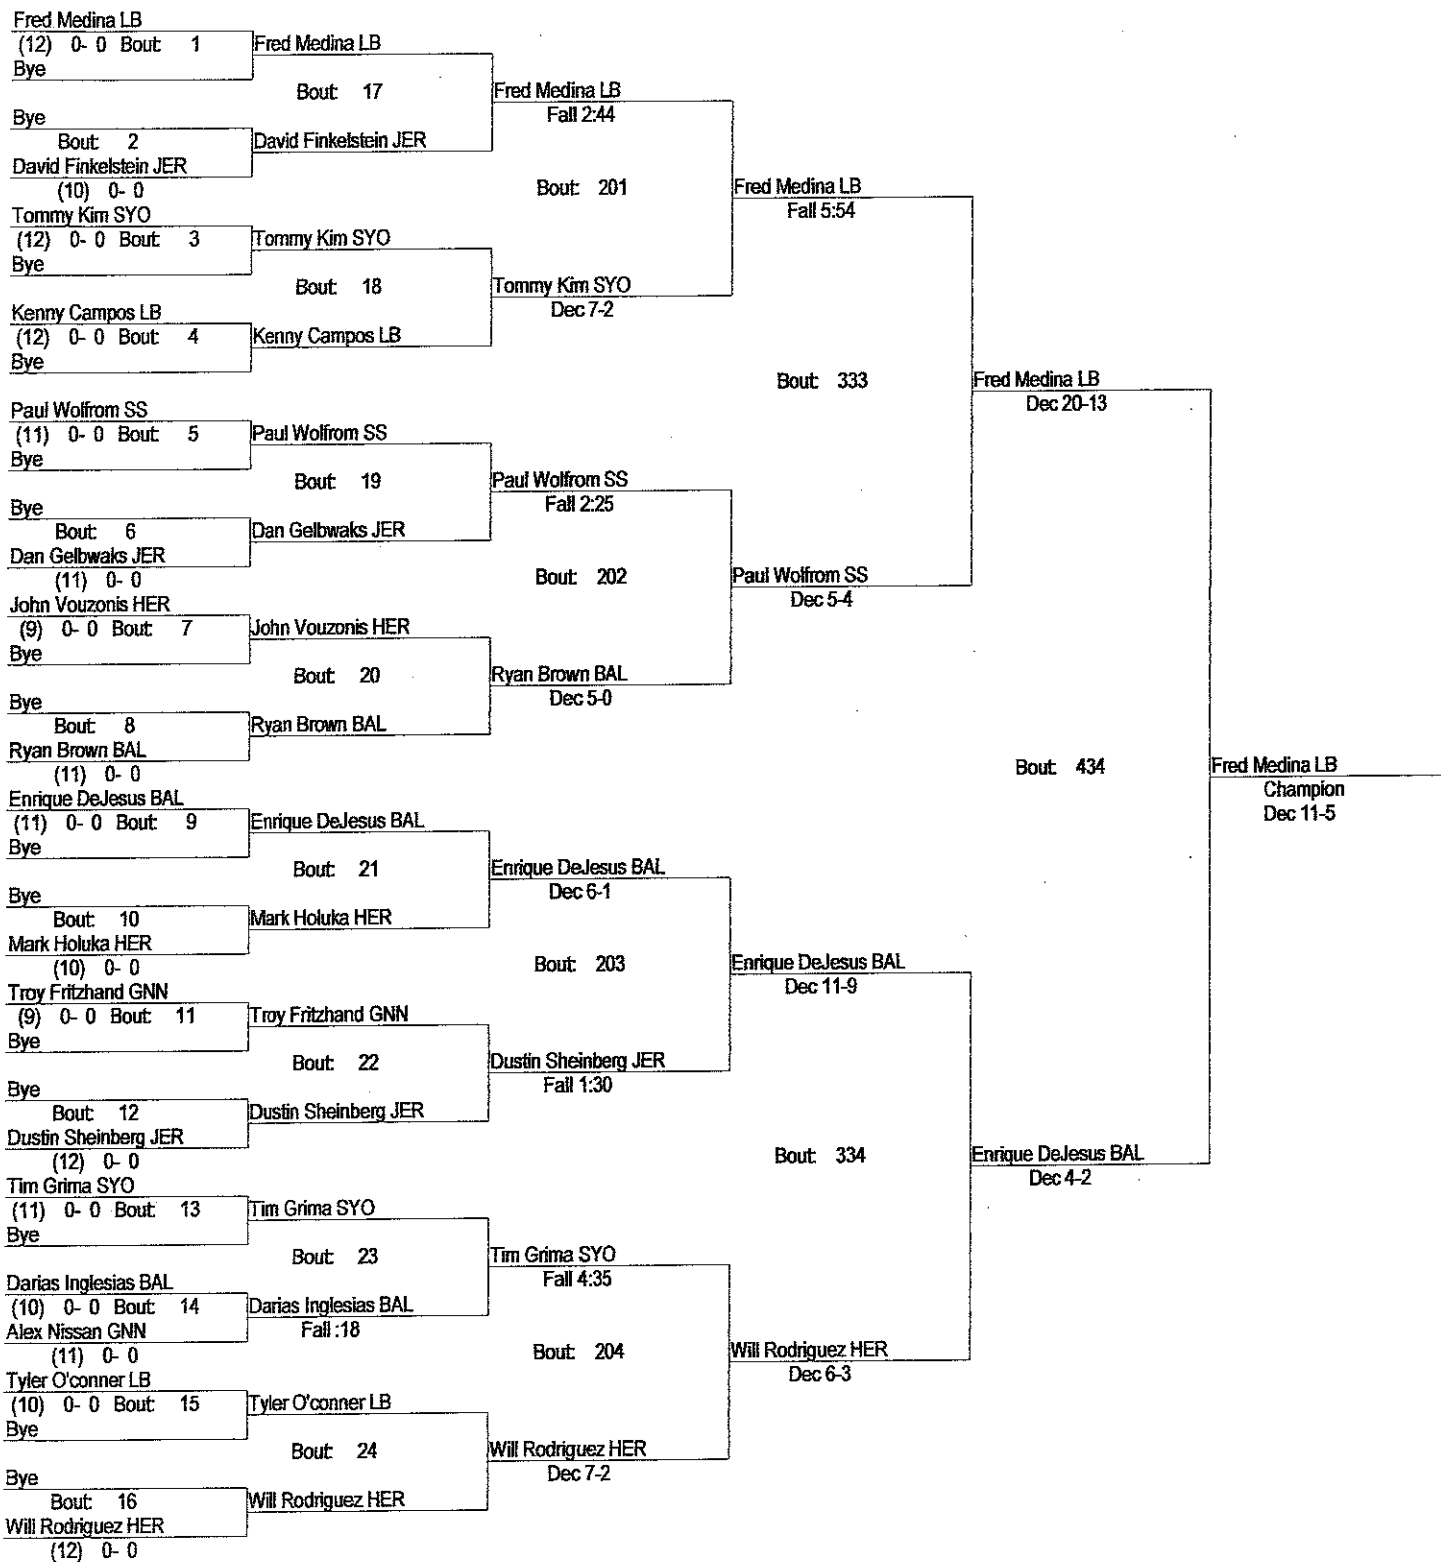 Fred Medina LB
(12) 0- 0 Bout: 1
Bye
Bye
Bout: 2
David Finkelstein JER
(10) 0- 0
Tommy Kim SYO
(12) 0- 0 Bout: 3
Bye
Kenny Campos LB
(12) 0- 0 Bout: 4
Bye
Paul Wolfrom SS
(11) 0- 0 Bout: 5
Bye
Bye
Bout: 6
Dan Gelbwaks JER
(11) 0- 0
John Vouzonis HER
(9) 0- 0 Bout: 7
Bye
Bye
Bout: 8
Ryan Brown BAL
(11) 0- 0
Enrique DeJesus BAL
(11) 0- 0 Bout: 9
Bye
Bye
Bout: 10
Mark Holuka HER
(10) 0- 0
Troy Fritzhand GNN
(9) 0- 0 Bout: 11
Bye
Bye
Bout: 12
Dustin Sheinberg JER
(12) 0- 0
Tim Grima SYO
(11) 0- 0 Bout: 13
Bye
Darias Inglesias BAL
(10) 0- 0 Bout: 14
Alex Nissan GNN
(11) 0- 0
Tyler O'conner LB
(10) 0- 0 Bout: 15
Bye
Bye
Bout: 16
Will Rodriguez HER
(12) 0- 0
Fred Medina LB
Bout: 17
David Finkelstein JER
Tommy Kim SYO
Bout: 18
Kenny Campos LB
Paul Wolfrom SS
Bout: 19
Dan Gelbwaks JER
John Vouzonis HER
Bout: 20
Ryan Brown BAL
Enrique DeJesus BAL
Bout: 21
Mark Holuka HER
Troy Fritzhand GNN
Bout: 22
Dustin Sheinberg JER
Tim Grima SYO
Bout: 23
Darias Inglesias BAL
Fall :18
Tyler O'conner LB
Bout: 24
Will Rodriguez HER
Fred Medina LB
Fall 2:44
Bout: 201
Tommy Kim SYO
Dec 7-2
Paul Wolfrom SS
Fall 2:25
Bout: 202
Ryan Brown BAL
Dec 5-0
Enrique DeJesus BAL
Dec 6-1
Bout: 203
Dustin Sheinberg JER
Fall 1:30
Tim Grima SYO
Fall 4:35
Bout: 204
Will Rodriguez HER
Dec 7-2
Fred Medina LB
Fall 5:54
Bout: 333
Paul Wolfrom SS
Dec 5-4
Enrique DeJesus BAL
Dec 11-9
Bout: 334
Will Rodriguez HER
Dec 6-3
Fred Medina LB
Dec 20-13
Bout: 434
Enrique DeJesus BAL
Dec 4-2
Fred Medina LB
Champion
Dec 11-5